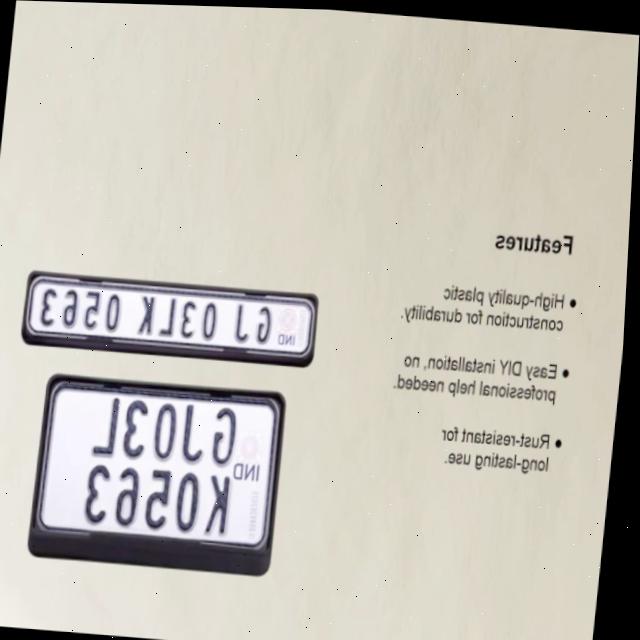 Features
• High-quality plastic
construction for durability.
• Easy DIY installation, no
professional help needed.
• Rust-resistant for
long-lasting use.
GJ 03LK 0563
IND
GJ03L
IND
K0563